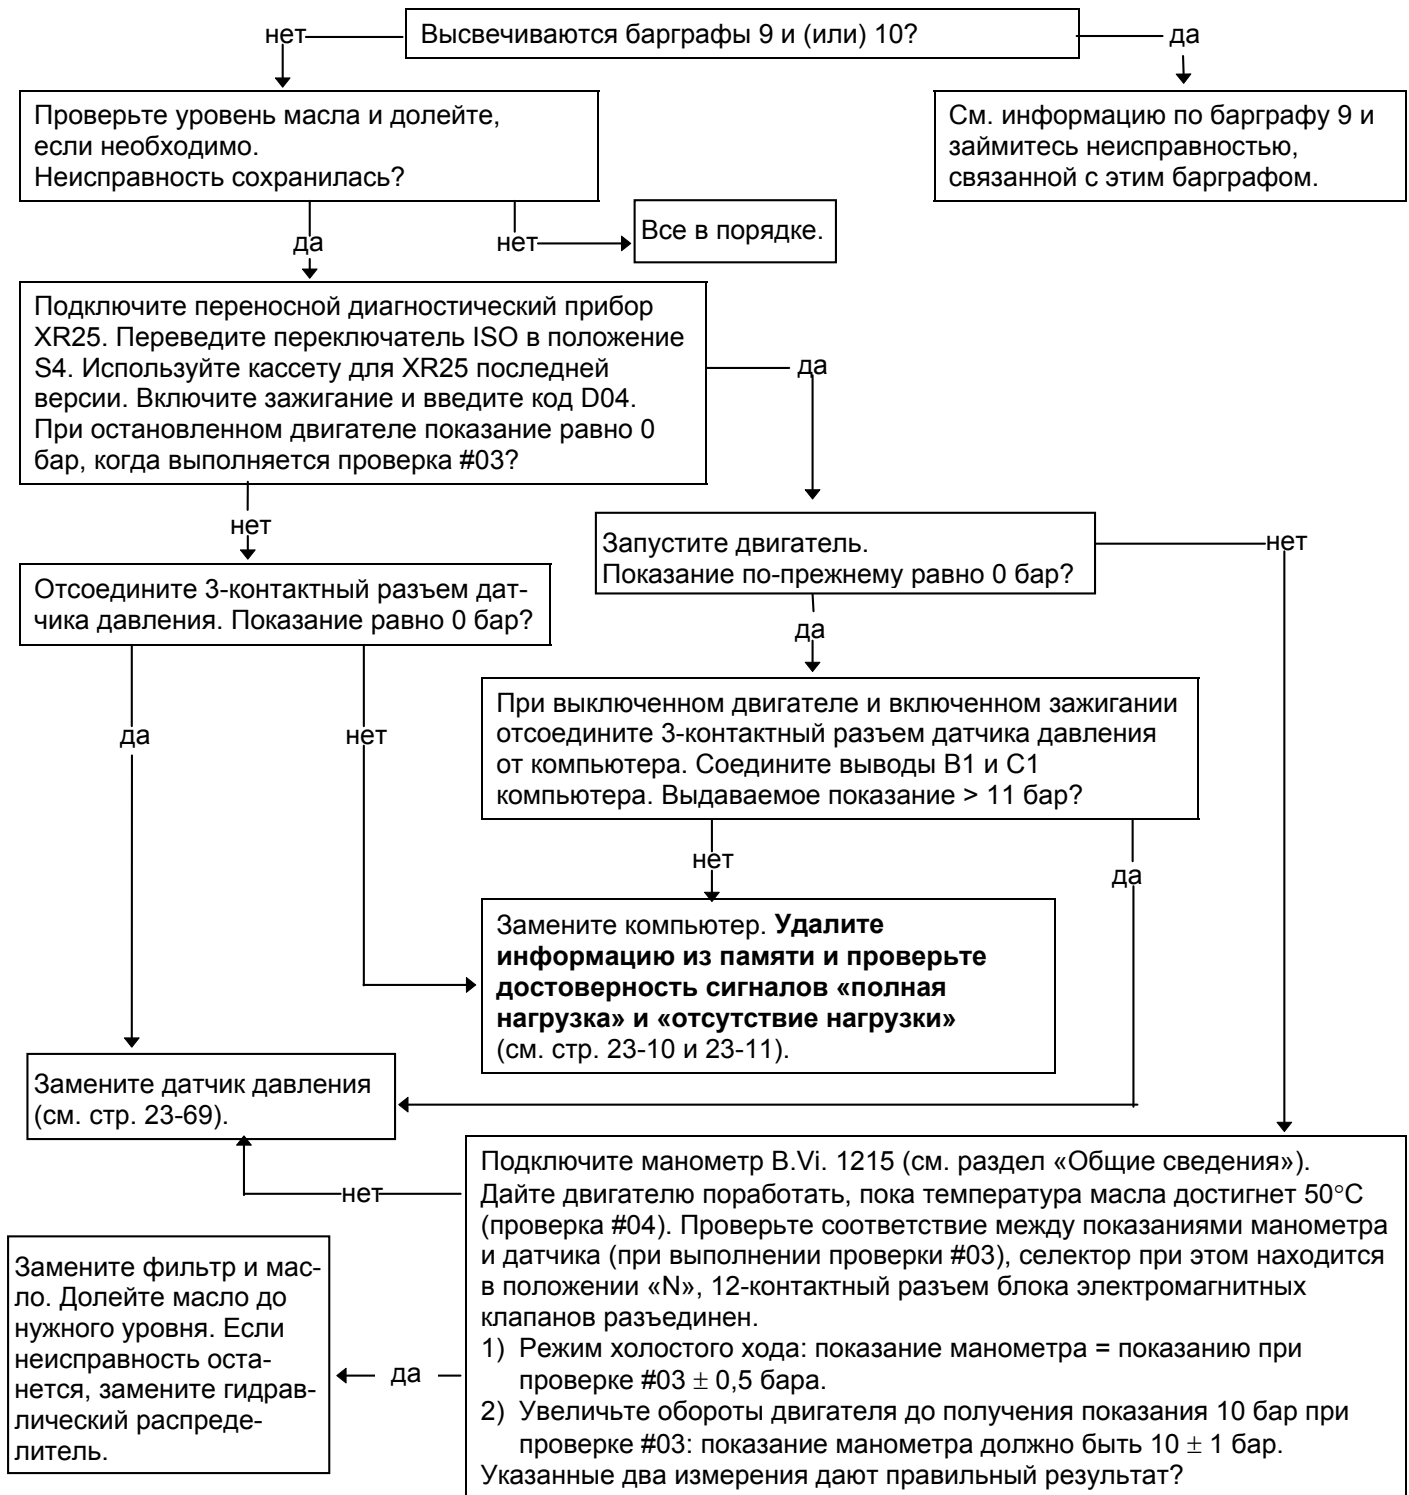 Высвечиваются барграфы 9 и (или) 10?
нет
да
Проверьте уровень масла и долейте,
если необходимо.
Неисправность сохранилась?
См. информацию по барграфу 9 и
займитесь неисправностью,
связанной с этим барграфом.
да
нет
Все в порядке.
Подключите переносной диагностический прибор
XR25. Переведите переключатель ISO в положение
S4. Используйте кассету для XR25 последней
версии. Включите зажигание и введите код D04.
При остановленном двигателе показание равно 0
бар, когда выполняется проверка #03?
да
нет
Запустите двигатель.
Показание по-прежнему равно 0 бар?
нет
Отсоедините 3-контактный разъем дат-
чика давления. Показание равно 0 бар?
да
При выключенном двигателе и включенном зажигании
отсоедините 3-контактный разъем датчика давления
от компьютера. Соедините выводы B1 и C1
компьютера. Выдаваемое показание > 11 бар?
да
нет
нет
да
Замените компьютер. Удалите
информацию из памяти и проверьте
достоверность сигналов «полная
нагрузка» и «отсутствие нагрузки»
(см. стр. 23-10 и 23-11).
Замените датчик давления
(см. стр. 23-69).
нет
Подключите манометр B.Vi. 1215 (см. раздел «Общие сведения»).
Дайте двигателю поработать, пока температура масла достигнет 50°C
(проверка #04). Проверьте соответствие между показаниями манометра
и датчика (при выполнении проверки #03), селектор при этом находится
в положении «N», 12-контактный разъем блока электромагнитных
клапанов разъединен.
1) Режим холостого хода: показание манометра = показанию при
проверке #03 ± 0,5 бара.
2) Увеличьте обороты двигателя до получения показания 10 бар при
проверке #03: показание манометра должно быть 10 ± 1 бар.
Указанные два измерения дают правильный результат?
да
Замените фильтр и мас-
ло. Долейте масло до
нужного уровня. Если
неисправность оста-
нется, замените гидрав-
лический распреде-
литель.